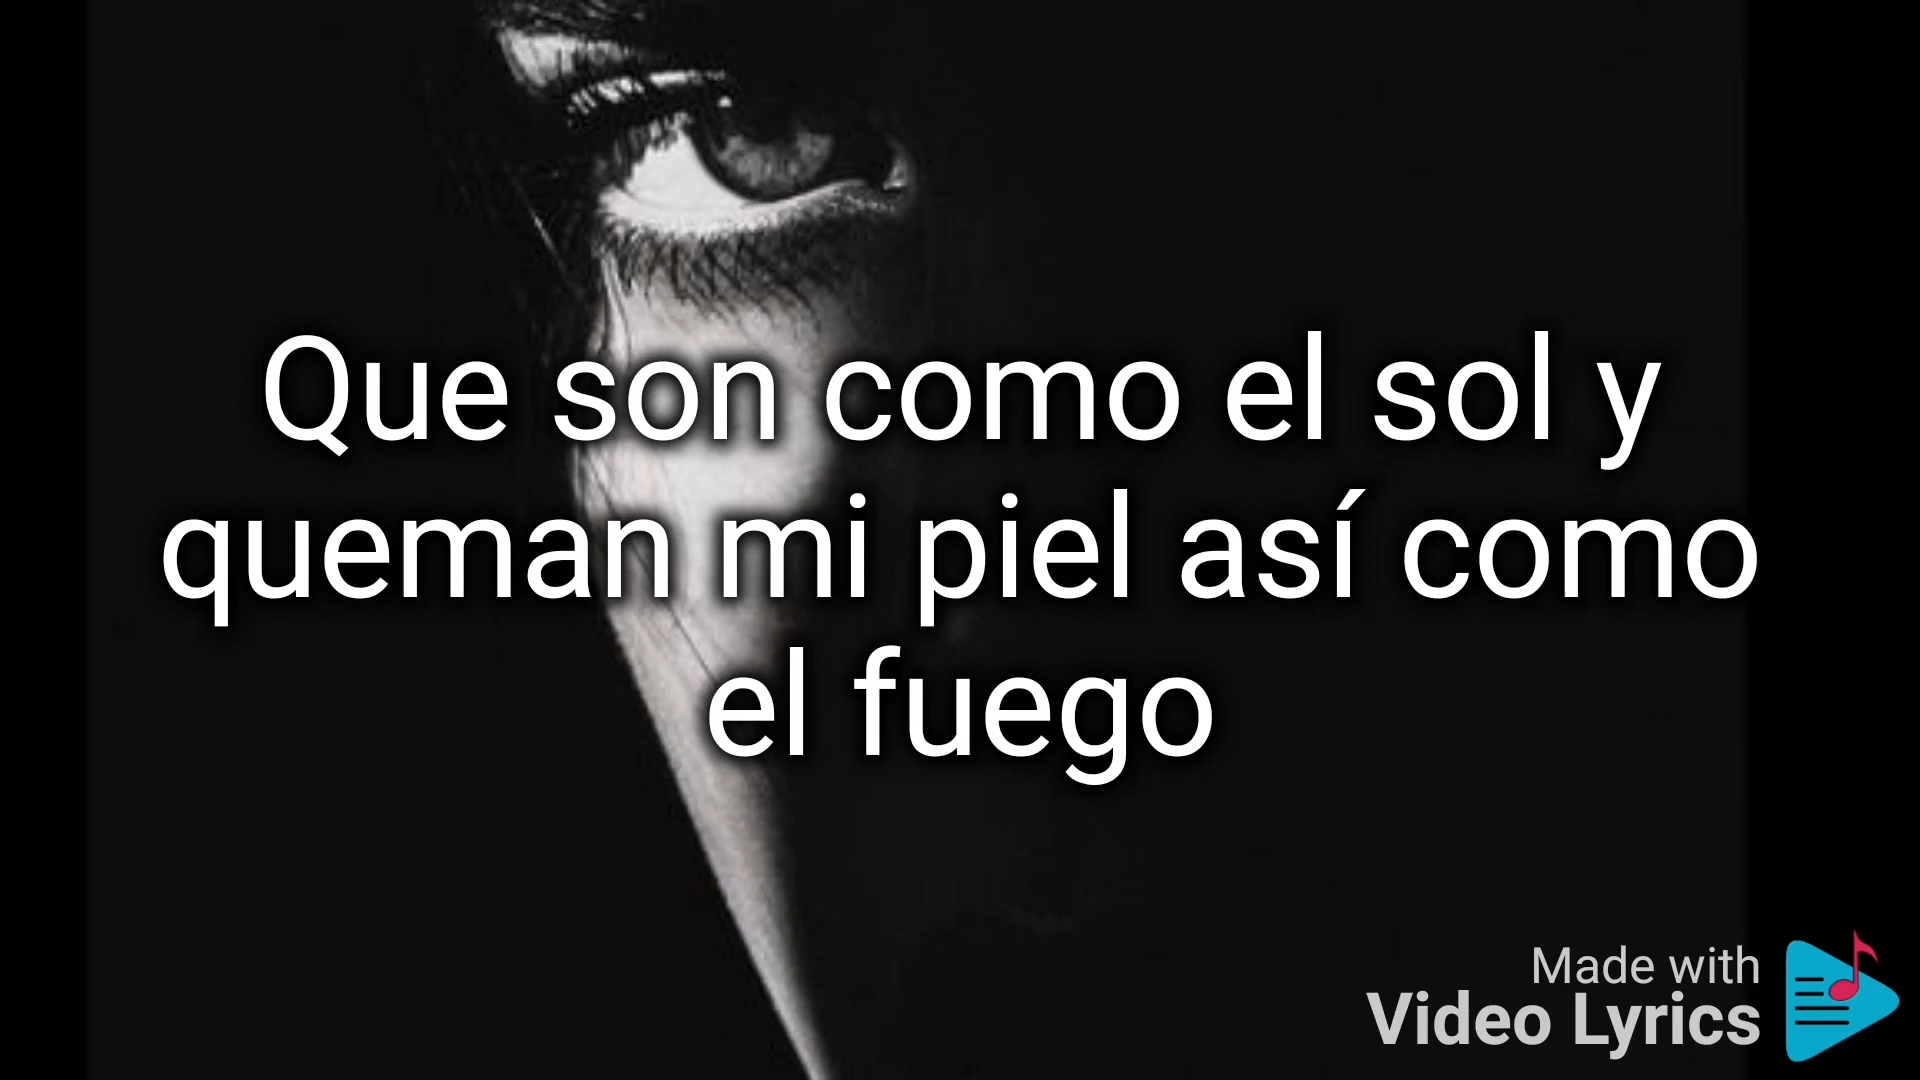 Que son como el sol y
queman mi piel así como
el fuego
Made with
Video Lyrics